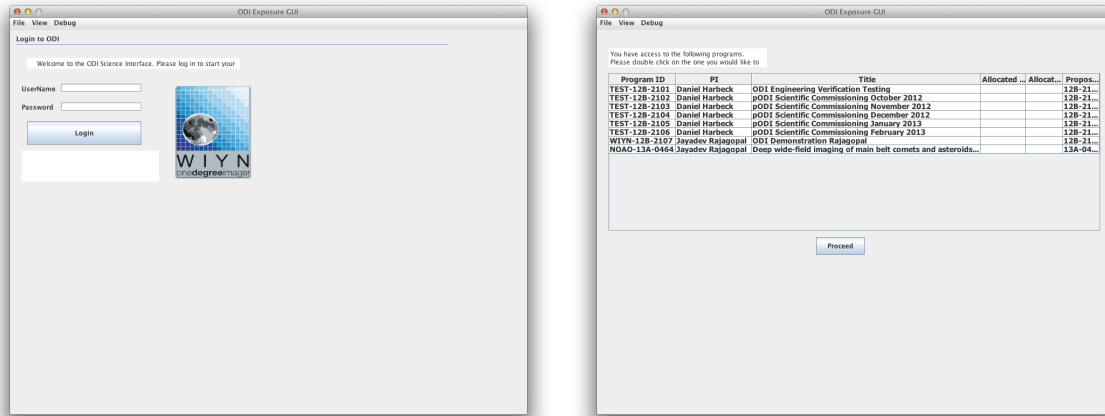 ODI Exposure GUI
File View Debug
Login to ODI
Welcome to the ODI Science Interface. Please log in to start your
UserName
Password
Login
W I Y N
onedegreeimager
ODI Exposure GUI
File View Debug
You have access to the following programs.
Please double click on the one you would like to
Program ID PI Title Allocated ... Allocat... Propos...
TEST-12B-2101 Daniel Harbeck ODI Engineering Verification Testing 12B-21...
TEST-12B-2102 Daniel Harbeck pODI Scientific Commissioning October 2012 12B-21...
TEST-12B-2103 Daniel Harbeck pODI Scientific Commissioning November 2012 12B-21...
TEST-12B-2104 Daniel Harbeck pODI Scientific Commissioning December 2012 12B-21...
TEST-12B-2105 Daniel Harbeck pODI Scientific Commissioning January 2013 12B-21...
TEST-12B-2106 Daniel Harbeck pODI Scientific Commissioning February 2013 12B-21...
WIYN-12B-2107 Jayadev Rajagopal ODI Demonstration Rajagopal 12B-21...
NOAO-13A-0464 Jayadev Rajagopal Deep wide-field imaging of main belt comets and asteroids... 13A-04...
Proceed